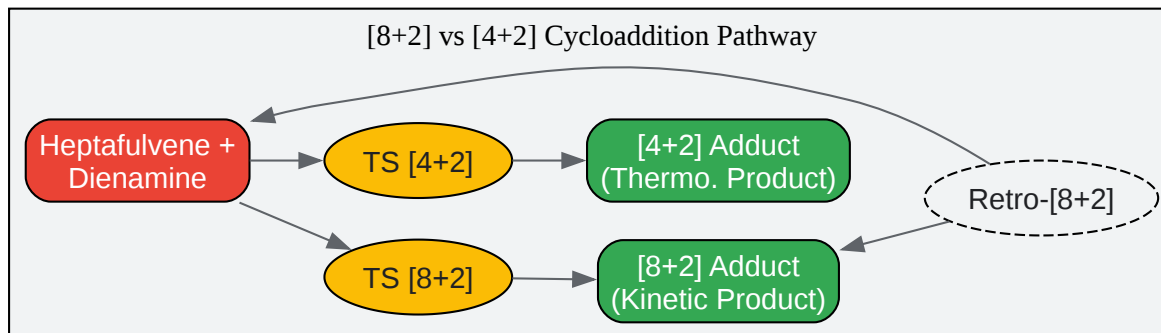 [8+2] vs [4+2] Cycloaddition Pathway
Heptafulvene +
Dienamine
TS [4+2]
[4+2] Adduct
(Thermo. Product)
Retro-[8+2]
TS [8+2]
[8+2] Adduct
(Kinetic Product)